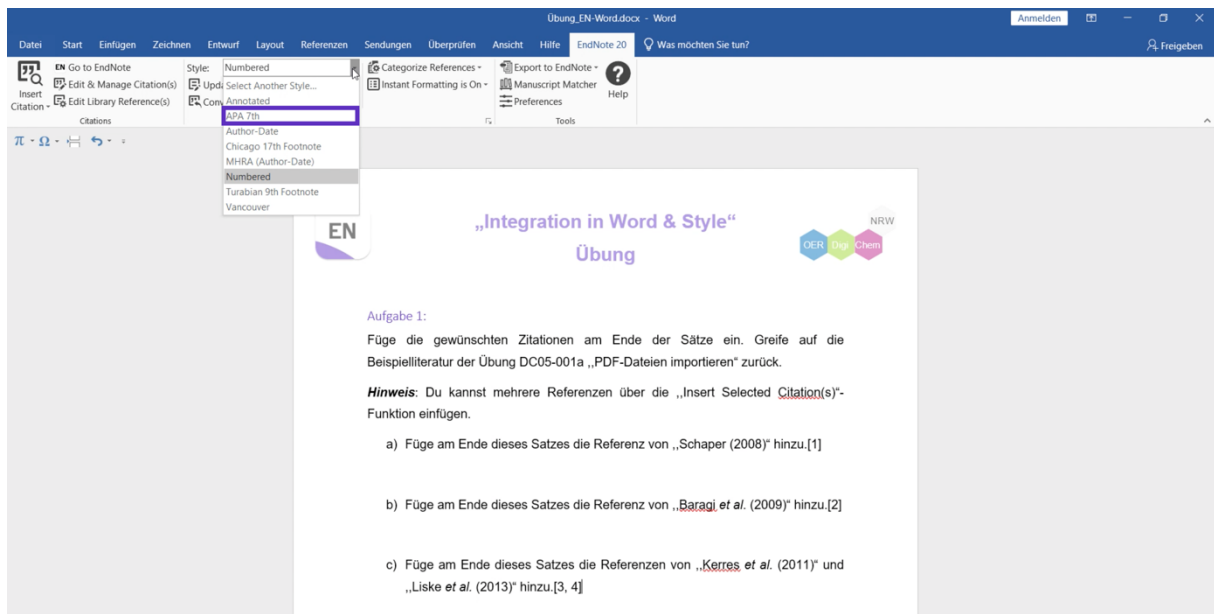 Übung_EN-Word.docx - Word
Anmelden
Datei Start Einfügen Zeichnen Entwurf Layout Referenzen Sendungen Überprüfen Ansicht Hilfe EndNote 20 Was möchten Sie tun? Freigeben
Insert Citation
EN Go to EndNote
Edit & Manage Citation(s)
Edit Library Reference(s)
Citations
Style: Numbered
Upda
Conv
Select Another Style...
Annotated
APA 7th
Author-Date
Chicago 17th Footnote
MHRA (Author-Date)
Numbered
Turabian 9th Footnote
Vancouver
Categorize References
Instant Formatting is On
Export to EndNote
Manuscript Matcher
Preferences
Help
Tools
π Ω
EN
„Integration in Word & Style“
Übung
NRW
OER Digi Chem
Aufgabe 1:
Füge die gewünschten Zitationen am Ende der Sätze ein. Greife auf die
Beispielliteratur der Übung DC05-001a ,,PDF-Dateien importieren“ zurück.
Hinweis: Du kannst mehrere Referenzen über die ,,Insert Selected Citation(s)“-
Funktion einfügen.
a) Füge am Ende dieses Satzes die Referenz von ,,Schaper (2008)“ hinzu.[1]
b) Füge am Ende dieses Satzes die Referenz von ,,Baragi et al. (2009)“ hinzu.[2]
c) Füge am Ende dieses Satzes die Referenzen von ,,Kerres et al. (2011)“ und
,,Liske et al. (2013)“ hinzu.[3, 4]